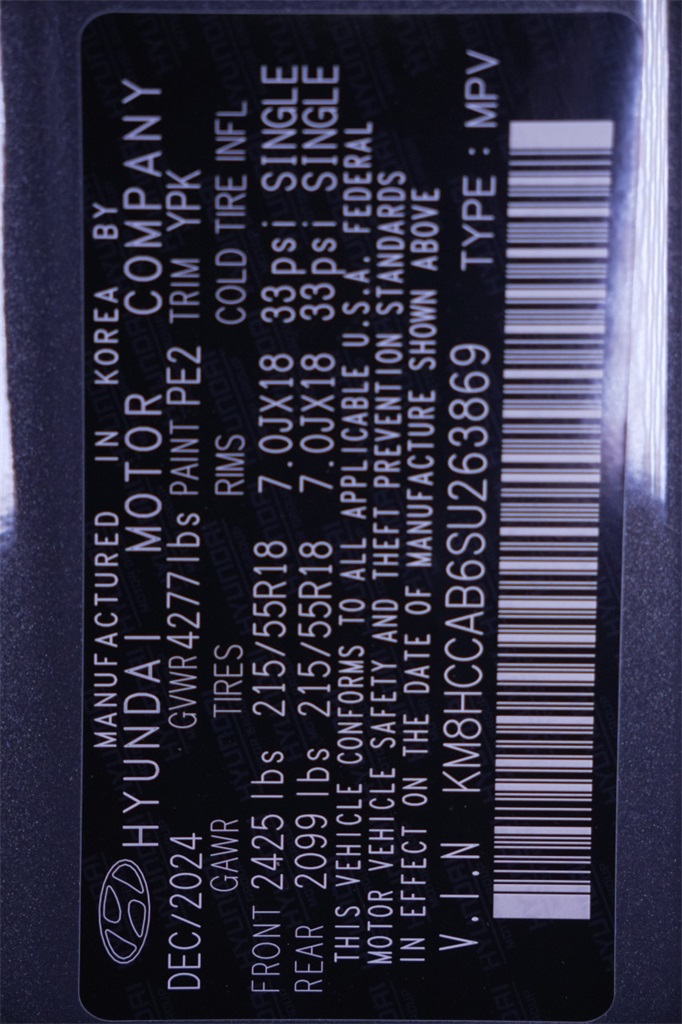 MANUFACTURED IN KOREA BY
HYUNDAI MOTOR COMPANY
DEC/2024 GVWR 4277lbs PAINT PE2 TRIM YPK
GAWR TIRES RIMS COLD TIRE INFL
FRONT 2425 lbs 215/55R18 7.0JX18 33psi SINGLE
REAR 2099 lbs 215/55R18 7.0JX18 33psi SINGLE
THIS VEHICLE CONFORMS TO ALL APPLICABLE U.S.A. FEDERAL
MOTOR VEHICLE SAFETY AND THEFT PREVENTION STANDARDS
IN EFFECT ON THE DATE OF MANUFACTURE SHOWN ABOVE
V.I.N KM8HCCAB6SU263869 TYPE : MPV